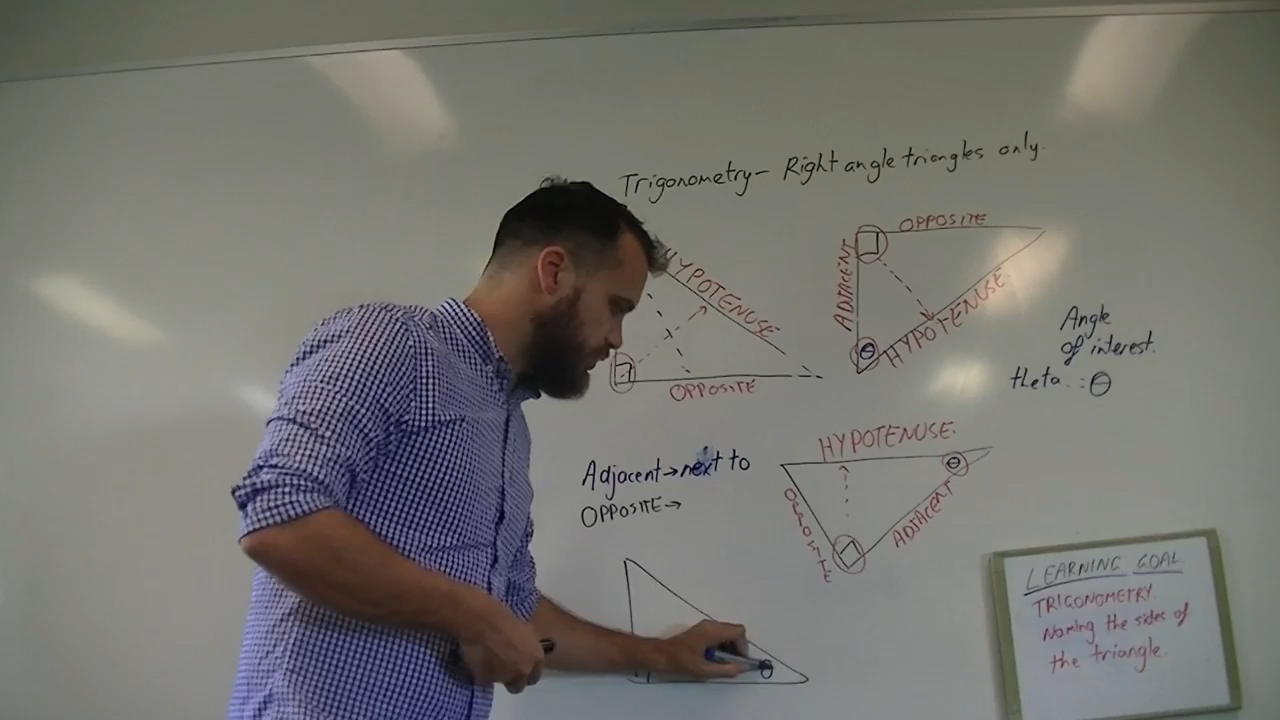 Trigonometry- Right angle triangles only.
HYPOTENUSE
OPPOSITE
OPPOSITE
ADJACENT
HYPOTENUSE.
θ
Angle
of interest.
theta..: θ
Adjacent→next to
OPPOSITE→
HYPOTENUSE.
OPPOSITE
ADJACENT
θ
θ
LEARNING GOAL
TRIGONOMETRY
Naming the sides of
the triangle.